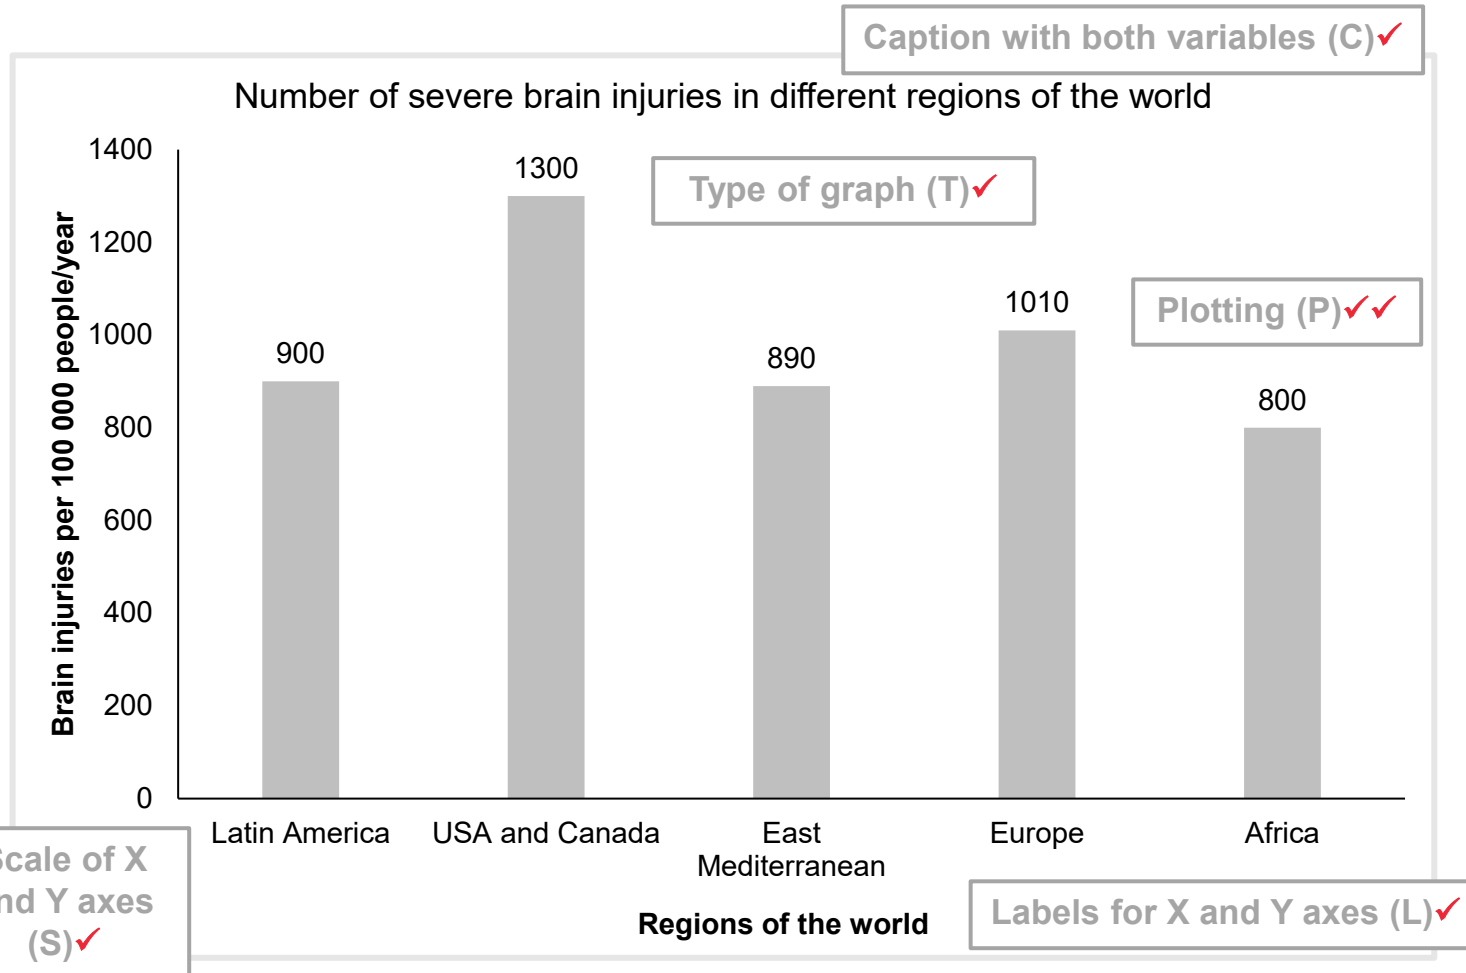 Caption with both variables (C)✓
Number of severe brain injuries in different regions of the world
Type of graph (T)✓
Plotting (P)✓✓
Brain injuries per 100 000 people/year
1400
1200
1000
800
600
400
200
0
900
1300
890
1010
800
Latin America
USA and Canada
East
Mediterranean
Europe
Africa
Regions of the world
cale of X
nd Y axes
(S)✓
Labels for X and Y axes (L)✓